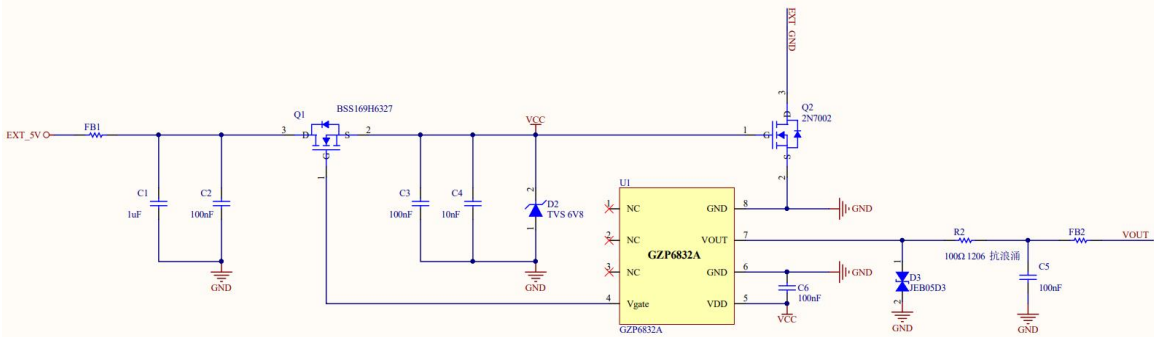 EXT_GND
Q1
BSS169H6327
Q2
2N7002
EXT_5V
FB1
3
D
S
2
VCC
1
G
D
3
S
2
G
1
C1
1uF
C2
100nF
C3
100nF
C4
10nF
2
D2
TVS 6V8
1
GND
GND
U1
1
NC
GND
8
GND
2
NC
VOUT
7
R2
FB2
VOUT
100Ω 1206 抗浪涌
GZP6832A
3
NC
GND
6
GND
C6
100nF
1
D3
JEB05D3
2
C5
100nF
4
Vgate
VDD
5
VCC
GND
GND
GZP6832A